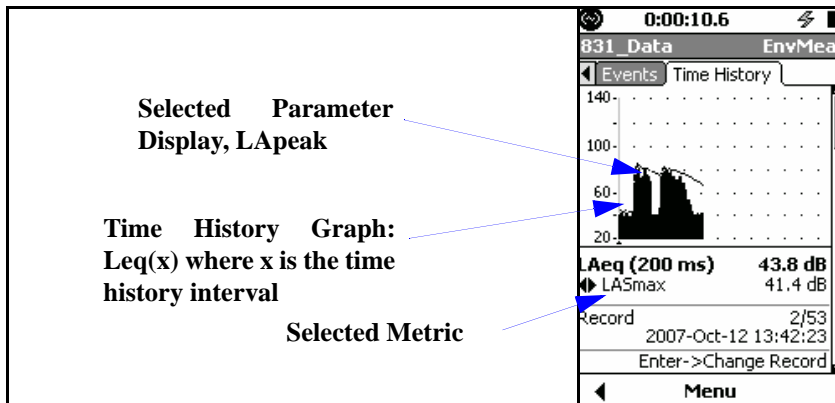 Selected Parameter
Display, LApeak
Time History Graph:
Leq(x) where x is the time
history interval
Selected Metric
0:00:10.6
831_Data EnvMea
Events Time History
140
100
60
20
LAeq (200 ms) 43.8 dB
LASmax 41.4 dB
Record 2/53
2007-Oct-12 13:42:23
Enter->Change Record
Menu